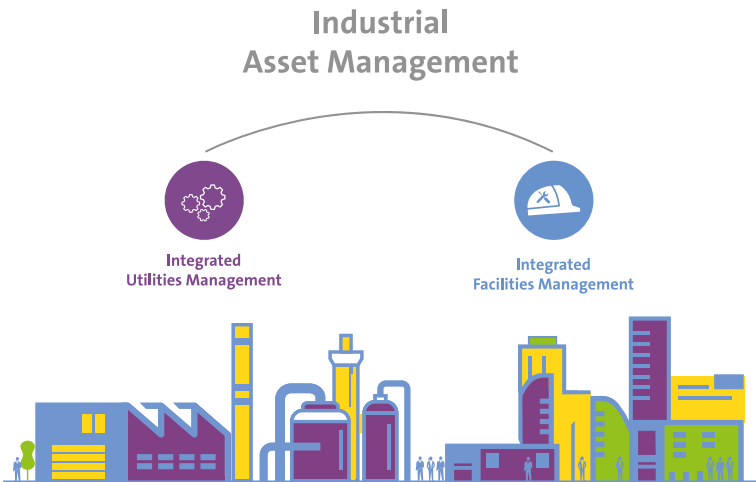 Industrial
Asset Management
Integrated
Utilities Management
Integrated
Facilities Management